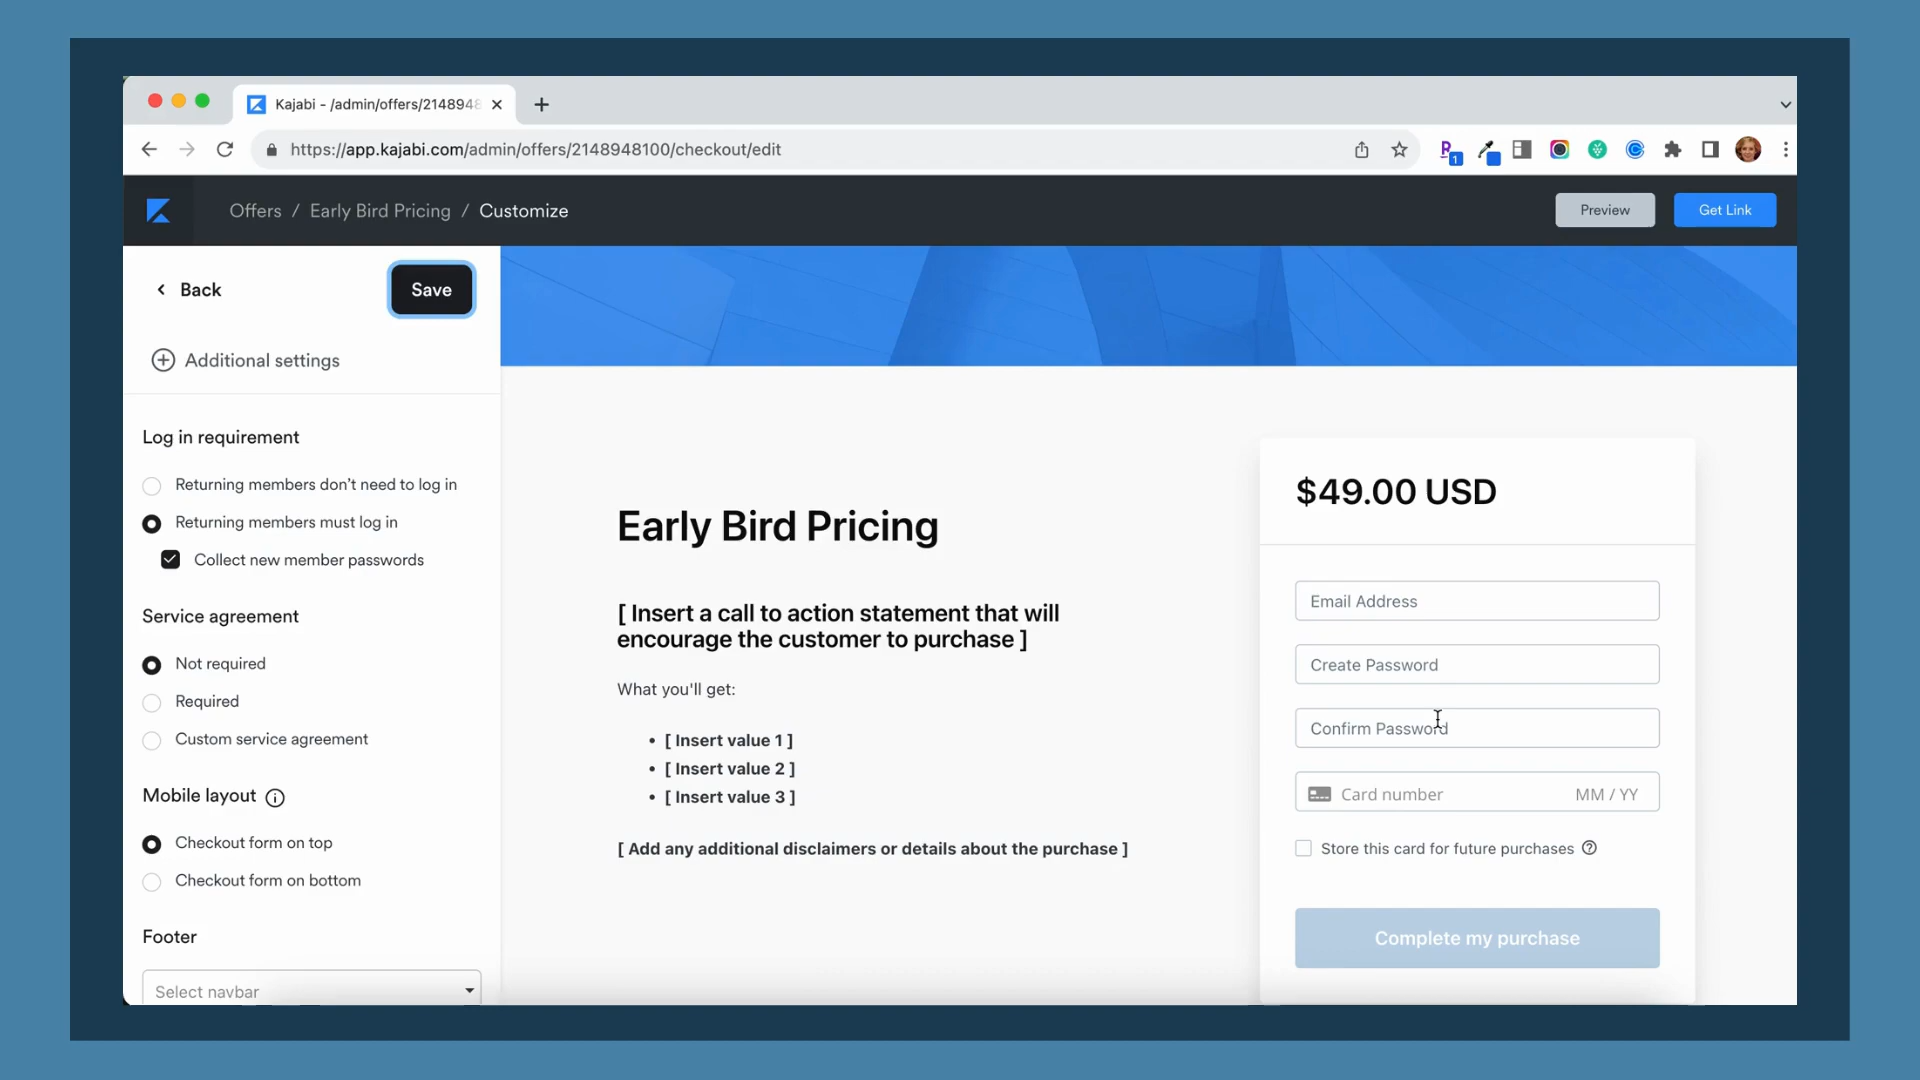 Kajabi - /admin/offers/2148948
https://app.kajabi.com/admin/offers/2148948100/checkout/edit
1
Offers / Early Bird Pricing / Customize
Preview
Get Link
Back
Save
Additional settings
Log in requirement
Returning members don't need to log in
Returning members must log in
Collect new member passwords
Service agreement
Not required
Required
Custom service agreement
Mobile layout
Checkout form on top
Checkout form on bottom
Footer
Select navbar
Early Bird Pricing
[ Insert a call to action statement that will
encourage the customer to purchase ]
What you'll get:
• [ Insert value 1 ]
• [ Insert value 2 ]
• [ Insert value 3 ]
[ Add any additional disclaimers or details about the purchase ]
$49.00 USD
Email Address
Create Password
Confirm Password
Card number MM / YY
Store this card for future purchases
Complete my purchase